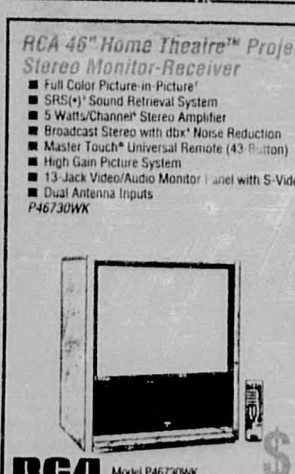 RCA 46" Home Theatre™ Proje
Stereo Monitor-Receiver
■ Full Color Picture-in-Picture†
■ SRS(•)† Sound Retrieval System
■ 5 Watts/Channel* Stereo Amplifier
■ Broadcast Stereo with dbx† Noise Reduction
■ Master Touch® Universal Remote (43-Button)
■ High Gain Picture System
■ 13-Jack Video/Audio Monitor Panel with S-Vide
■ Dual Antenna Inputs
P46730WK
$
RCA Model P46730WK